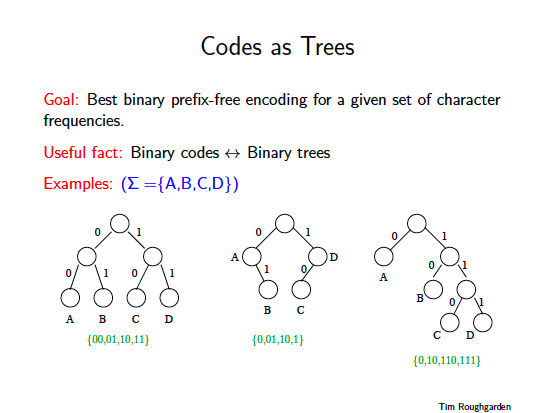 Codes as Trees
Goal: Best binary prefix-free encoding for a given set of character
frequencies.
Useful fact: Binary codes ↔ Binary trees
Examples: (Σ ={A,B,C,D})
0 1
0 1 0 1
A B C D
{00,01,10,11}
0 1
A D
1 0
B C
{0,01,10,1}
0 1
A
0 1
B
0 1
C D
{0,10,110,111}
Tim Roughgarden